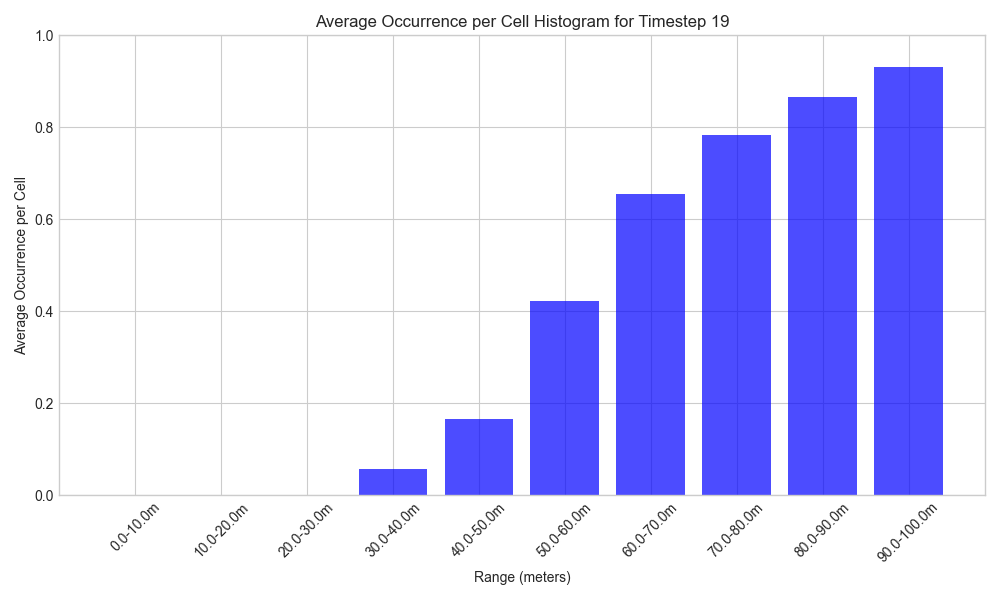 Average Occurrence per Cell Histogram for Timestep 19
Average Occurrence per Cell
1.0
0.8
0.6
0.4
0.2
0.0
0.0-10.0m
10.0-20.0m
20.0-30.0m
30.0-40.0m
40.0-50.0m
50.0-60.0m
60.0-70.0m
70.0-80.0m
80.0-90.0m
90.0-100.0m
Range (meters)